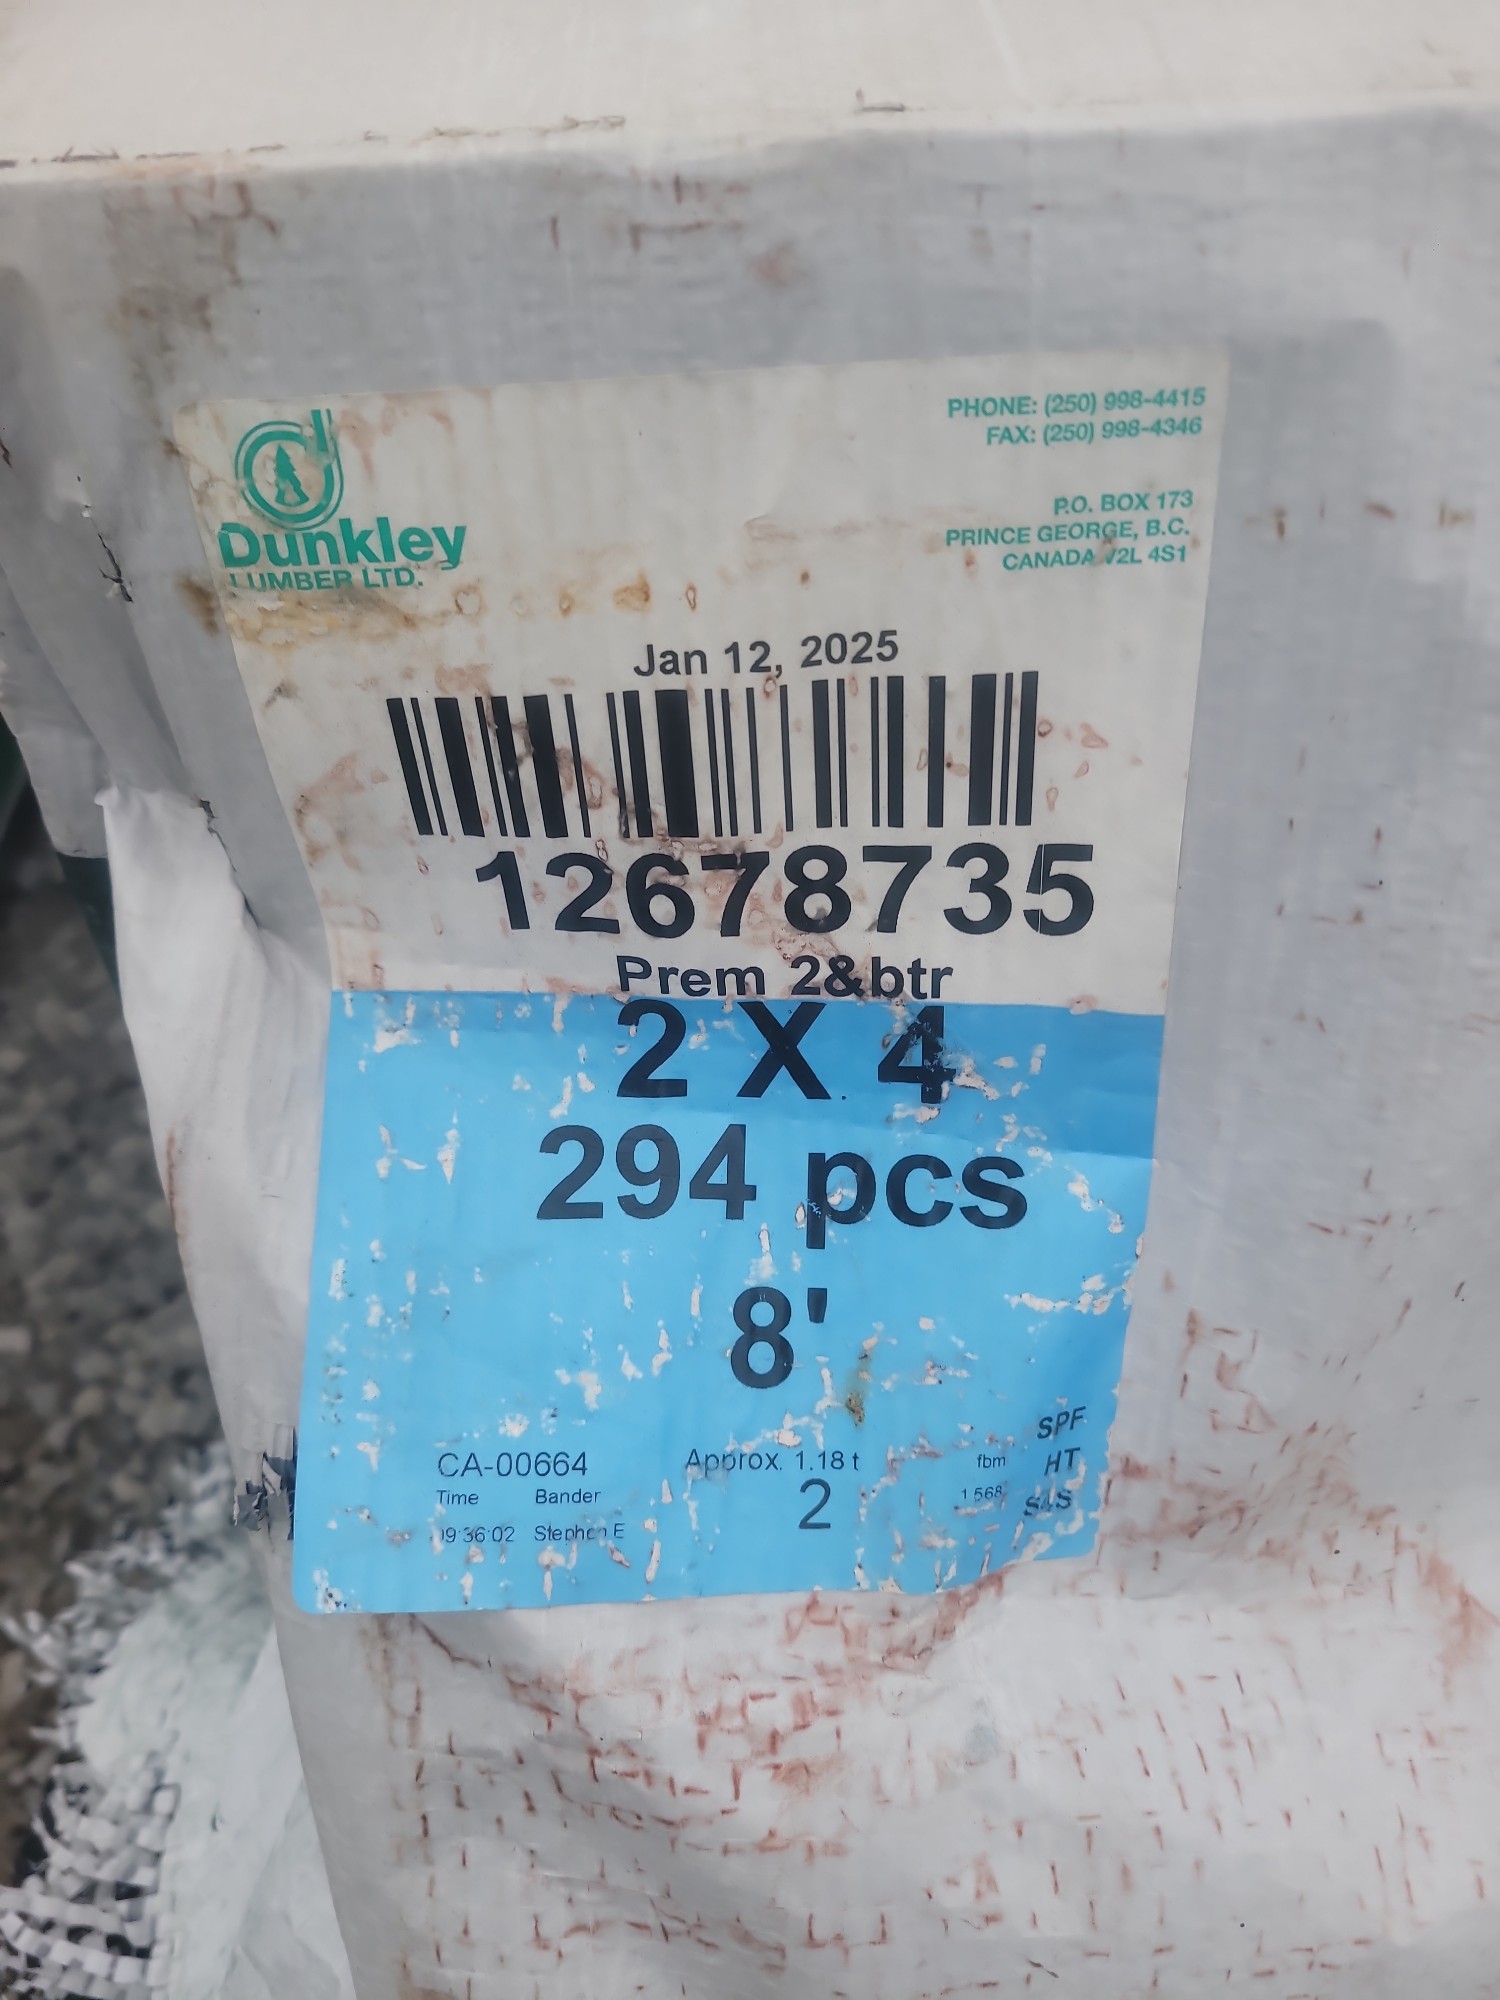 Dunkley
LUMBER LTD.
PHONE: (250) 998-4415
FAX: (250) 998-4346
P.O. BOX 173
PRINCE GEORGE, B.C.
CANADA V2L 4S1
Jan 12, 2025
12678735
Prem 2&btr
2 X 4
294 pcs
8'
SPF
CA-00664 Approx. 1.18 t fbm HT
Time Bander 2 1568 S4S
09:36:02 Stephen E